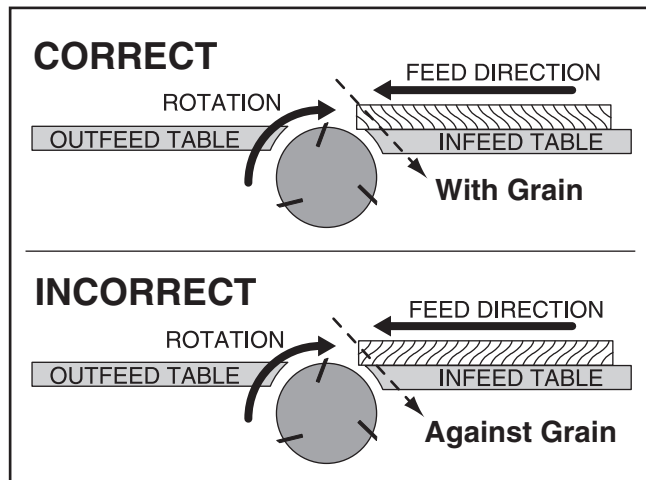 CORRECT
FEED DIRECTION
ROTATION
OUTFEED TABLE
INFEED TABLE
With Grain
INCORRECT
FEED DIRECTION
ROTATION
OUTFEED TABLE
INFEED TABLE
Against Grain